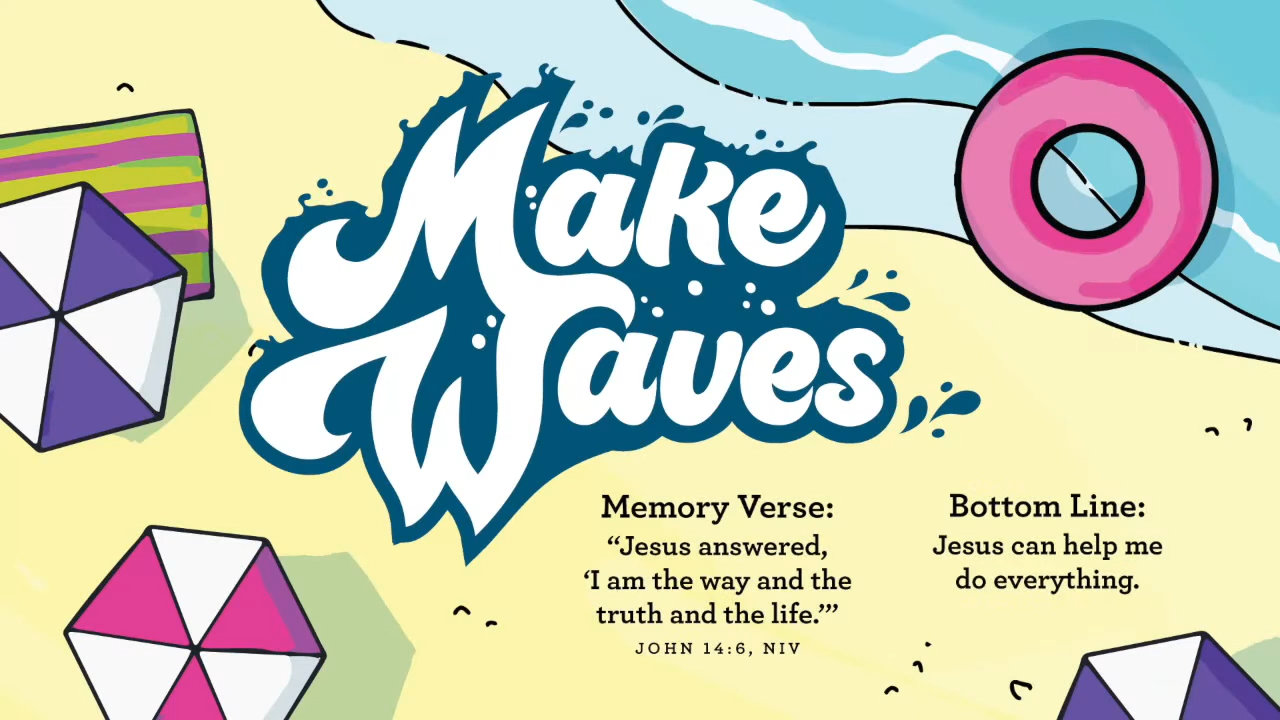 Make
Waves
Memory Verse:
“Jesus answered,
‘I am the way and the
truth and the life.’”
JOHN 14:6, NIV
Bottom Line:
Jesus can help me
do everything.